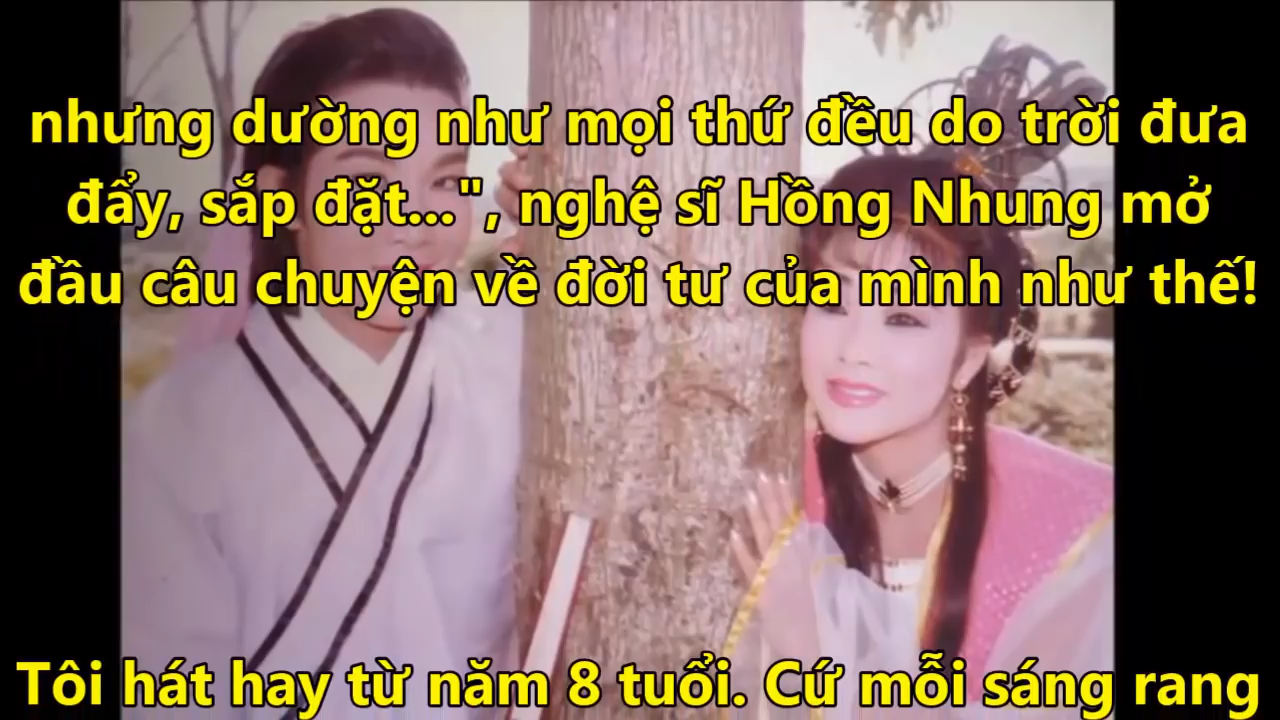 nhưng dường như mọi thứ đều do trời đưa
đẩy, sắp đặt...", nghệ sĩ Hồng Nhung mở
đầu câu chuyện về đời tư của mình như thế!
Tôi hát hay từ năm 8 tuổi. Cứ mỗi sáng rang